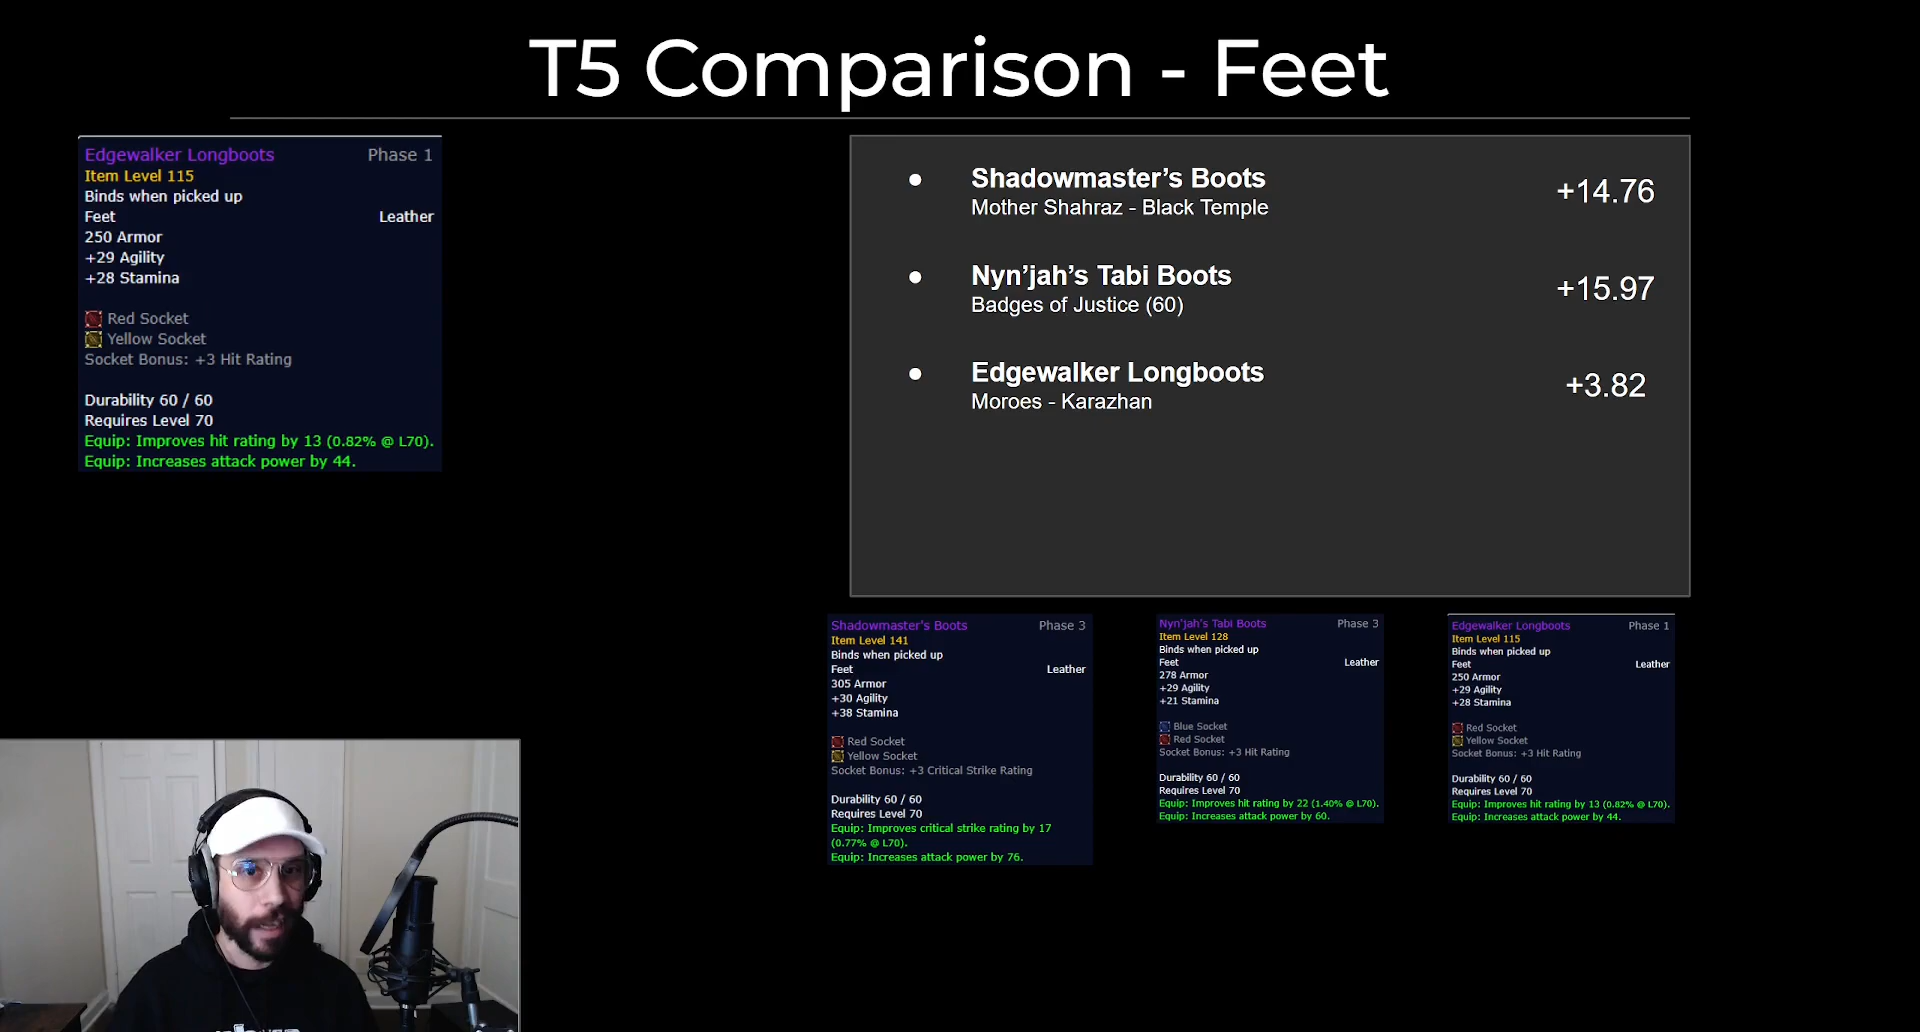 T5 Comparison - Feet
Edgewalker Longboots Phase 1
Item Level 115
Binds when picked up
Feet Leather
250 Armor
+29 Agility
+28 Stamina
Red Socket
Yellow Socket
Socket Bonus: +3 Hit Rating
Durability 60 / 60
Requires Level 70
Equip: Improves hit rating by 13 (0.82% @ L70).
Equip: Increases attack power by 44.
• Shadowmaster's Boots +14.76
Mother Shahraz - Black Temple
• Nyn'jah's Tabi Boots +15.97
Badges of Justice (60)
• Edgewalker Longboots +3.82
Moroes - Karazhan
Shadowmaster's Boots Phase 3
Item Level 141
Binds when picked up
Feet Leather
305 Armor
+30 Agility
+38 Stamina
Red Socket
Yellow Socket
Socket Bonus: +3 Critical Strike Rating
Durability 60 / 60
Requires Level 70
Equip: Improves critical strike rating by 17
(0.77% @ L70).
Equip: Increases attack power by 76.
Nyn'jah's Tabi Boots Phase 3
Item Level 128
Binds when picked up
Feet Leather
278 Armor
+29 Agility
+21 Stamina
Blue Socket
Red Socket
Socket Bonus: +3 Hit Rating
Durability 60 / 60
Requires Level 70
Equip: Improves hit rating by 22 (1.40% @ L70).
Equip: Increases attack power by 60.
Edgewalker Longboots Phase 1
Item Level 115
Binds when picked up
Feet Leather
250 Armor
+29 Agility
+28 Stamina
Red Socket
Yellow Socket
Socket Bonus: +3 Hit Rating
Durability 60 / 60
Requires Level 70
Equip: Improves hit rating by 13 (0.82% @ L70).
Equip: Increases attack power by 44.